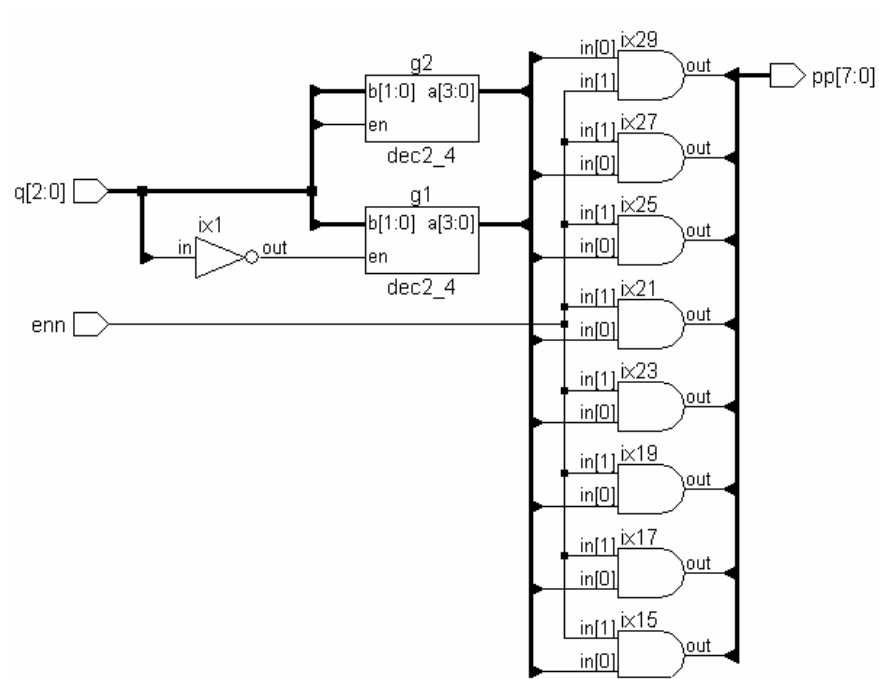 g2
b[1:0] a[3:0]
en
dec2_4
g1
b[1:0] a[3:0]
en
dec2_4
q[2:0]
ix1
in
out
enn
in[0]
ix29
in[1]
out
pp[7:0]
in[1]
ix27
in[0]
out
in[1]
ix25
in[0]
out
in[1]
ix21
in[0]
out
in[1]
ix23
in[0]
out
in[1]
ix19
in[0]
out
in[1]
ix17
in[0]
out
in[1]
ix15
in[0]
out